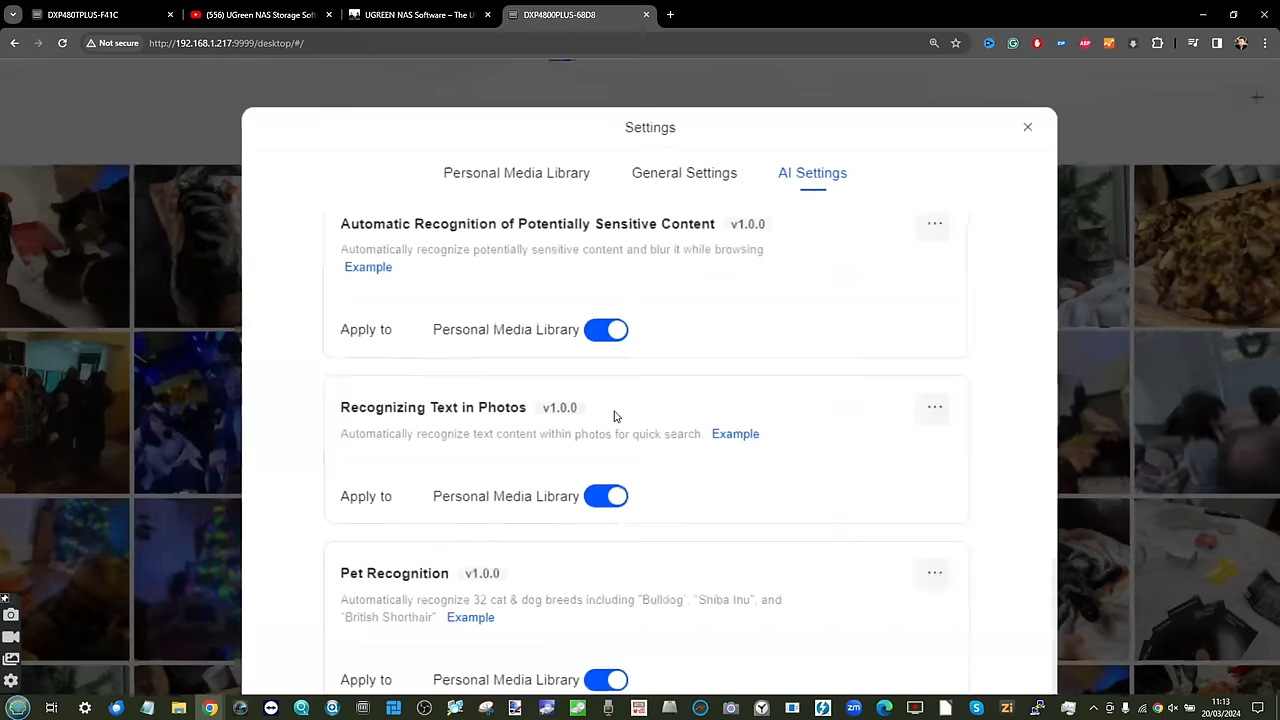 DXP480TPLUS-F41C
(556) UGreen NAS Storage Soft
UGREEN NAS Software – The U
DXP4800PLUS-68D8
Not secure
http://192.168.1.217:9999/desktop/#/
Settings
Personal Media Library
General Settings
AI Settings
Automatic Recognition of Potentially Sensitive Content v1.0.0
Automatically recognize potentially sensitive content and blur it while browsing
Example
Apply to Personal Media Library
Recognizing Text in Photos v1.0.0
Automatically recognize text content within photos for quick search. Example
Apply to Personal Media Library
Pet Recognition v1.0.0
Automatically recognize 32 cat & dog breeds including "Bulldog", "Shiba Inu", and
"British Shorthair" Example
Apply to Personal Media Library
11:13
20/03/2024